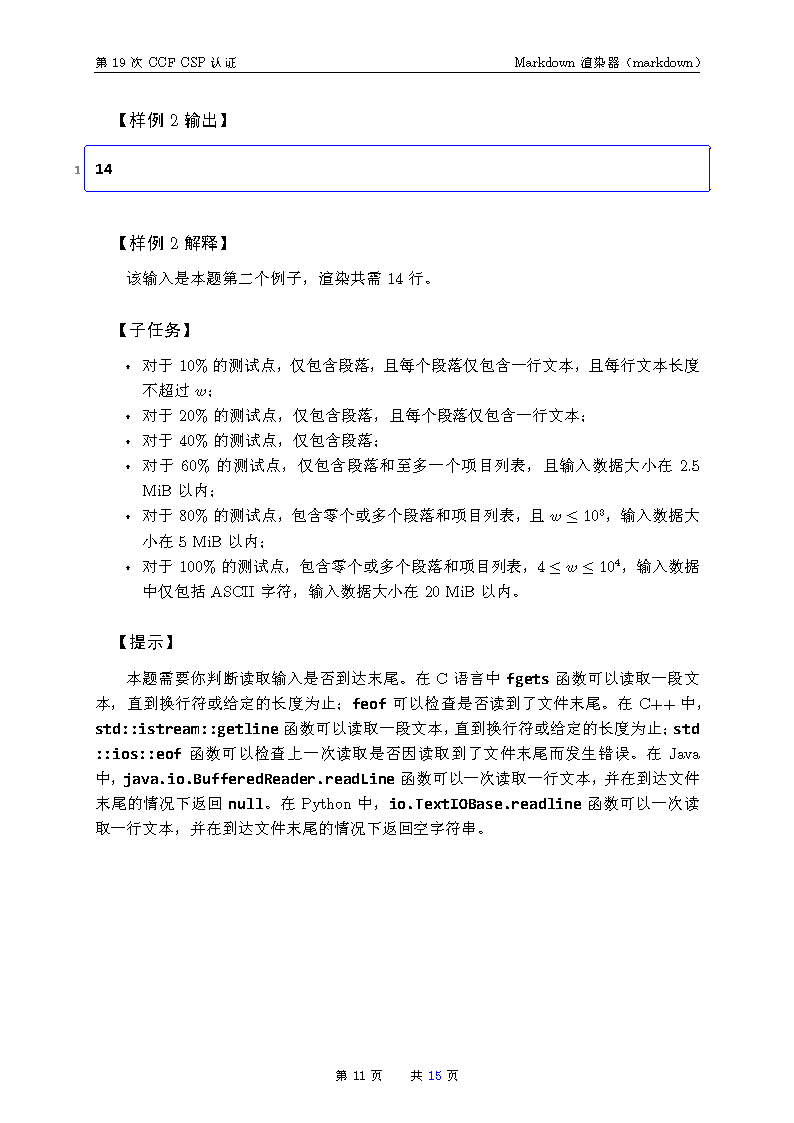 第 19 次 CCF CSP 认证 Markdown 渲染器（markdown）
【样例 2 输出】
1 14
【样例 2 解释】
该输入是本题第二个例子，渲染共需 14 行。
【子任务】
• 对于 10% 的测试点，仅包含段落，且每个段落仅包含一行文本，且每行文本长度
不超过 w；
• 对于 20% 的测试点，仅包含段落，且每个段落仅包含一行文本；
• 对于 40% 的测试点，仅包含段落；
• 对于 60% 的测试点，仅包含段落和至多一个项目列表，且输入数据大小在 2.5
MiB 以内；
• 对于 80% 的测试点，包含零个或多个段落和项目列表，且 w ≤ 10³，输入数据大
小在 5 MiB 以内；
• 对于 100% 的测试点，包含零个或多个段落和项目列表，4 ≤ w ≤ 10⁴，输入数据
中仅包括 ASCII 字符，输入数据大小在 20 MiB 以内。
【提示】
本题需要你判断读取输入是否到达末尾。在 C 语言中 fgets 函数可以读取一段文
本，直到换行符或给定的长度为止；feof 可以检查是否读到了文件末尾。在 C++ 中，
std::istream::getline 函数可以读取一段文本，直到换行符或给定的长度为止；std
::ios::eof 函数可以检查上一次读取是否因读取到了文件末尾而发生错误。在 Java
中，java.io.BufferedReader.readLine 函数可以一次读取一行文本，并在到达文件
末尾的情况下返回 null。在 Python 中，io.TextIOBase.readline 函数可以一次读
取一行文本，并在到达文件末尾的情况下返回空字符串。
第 11 页 共 15 页